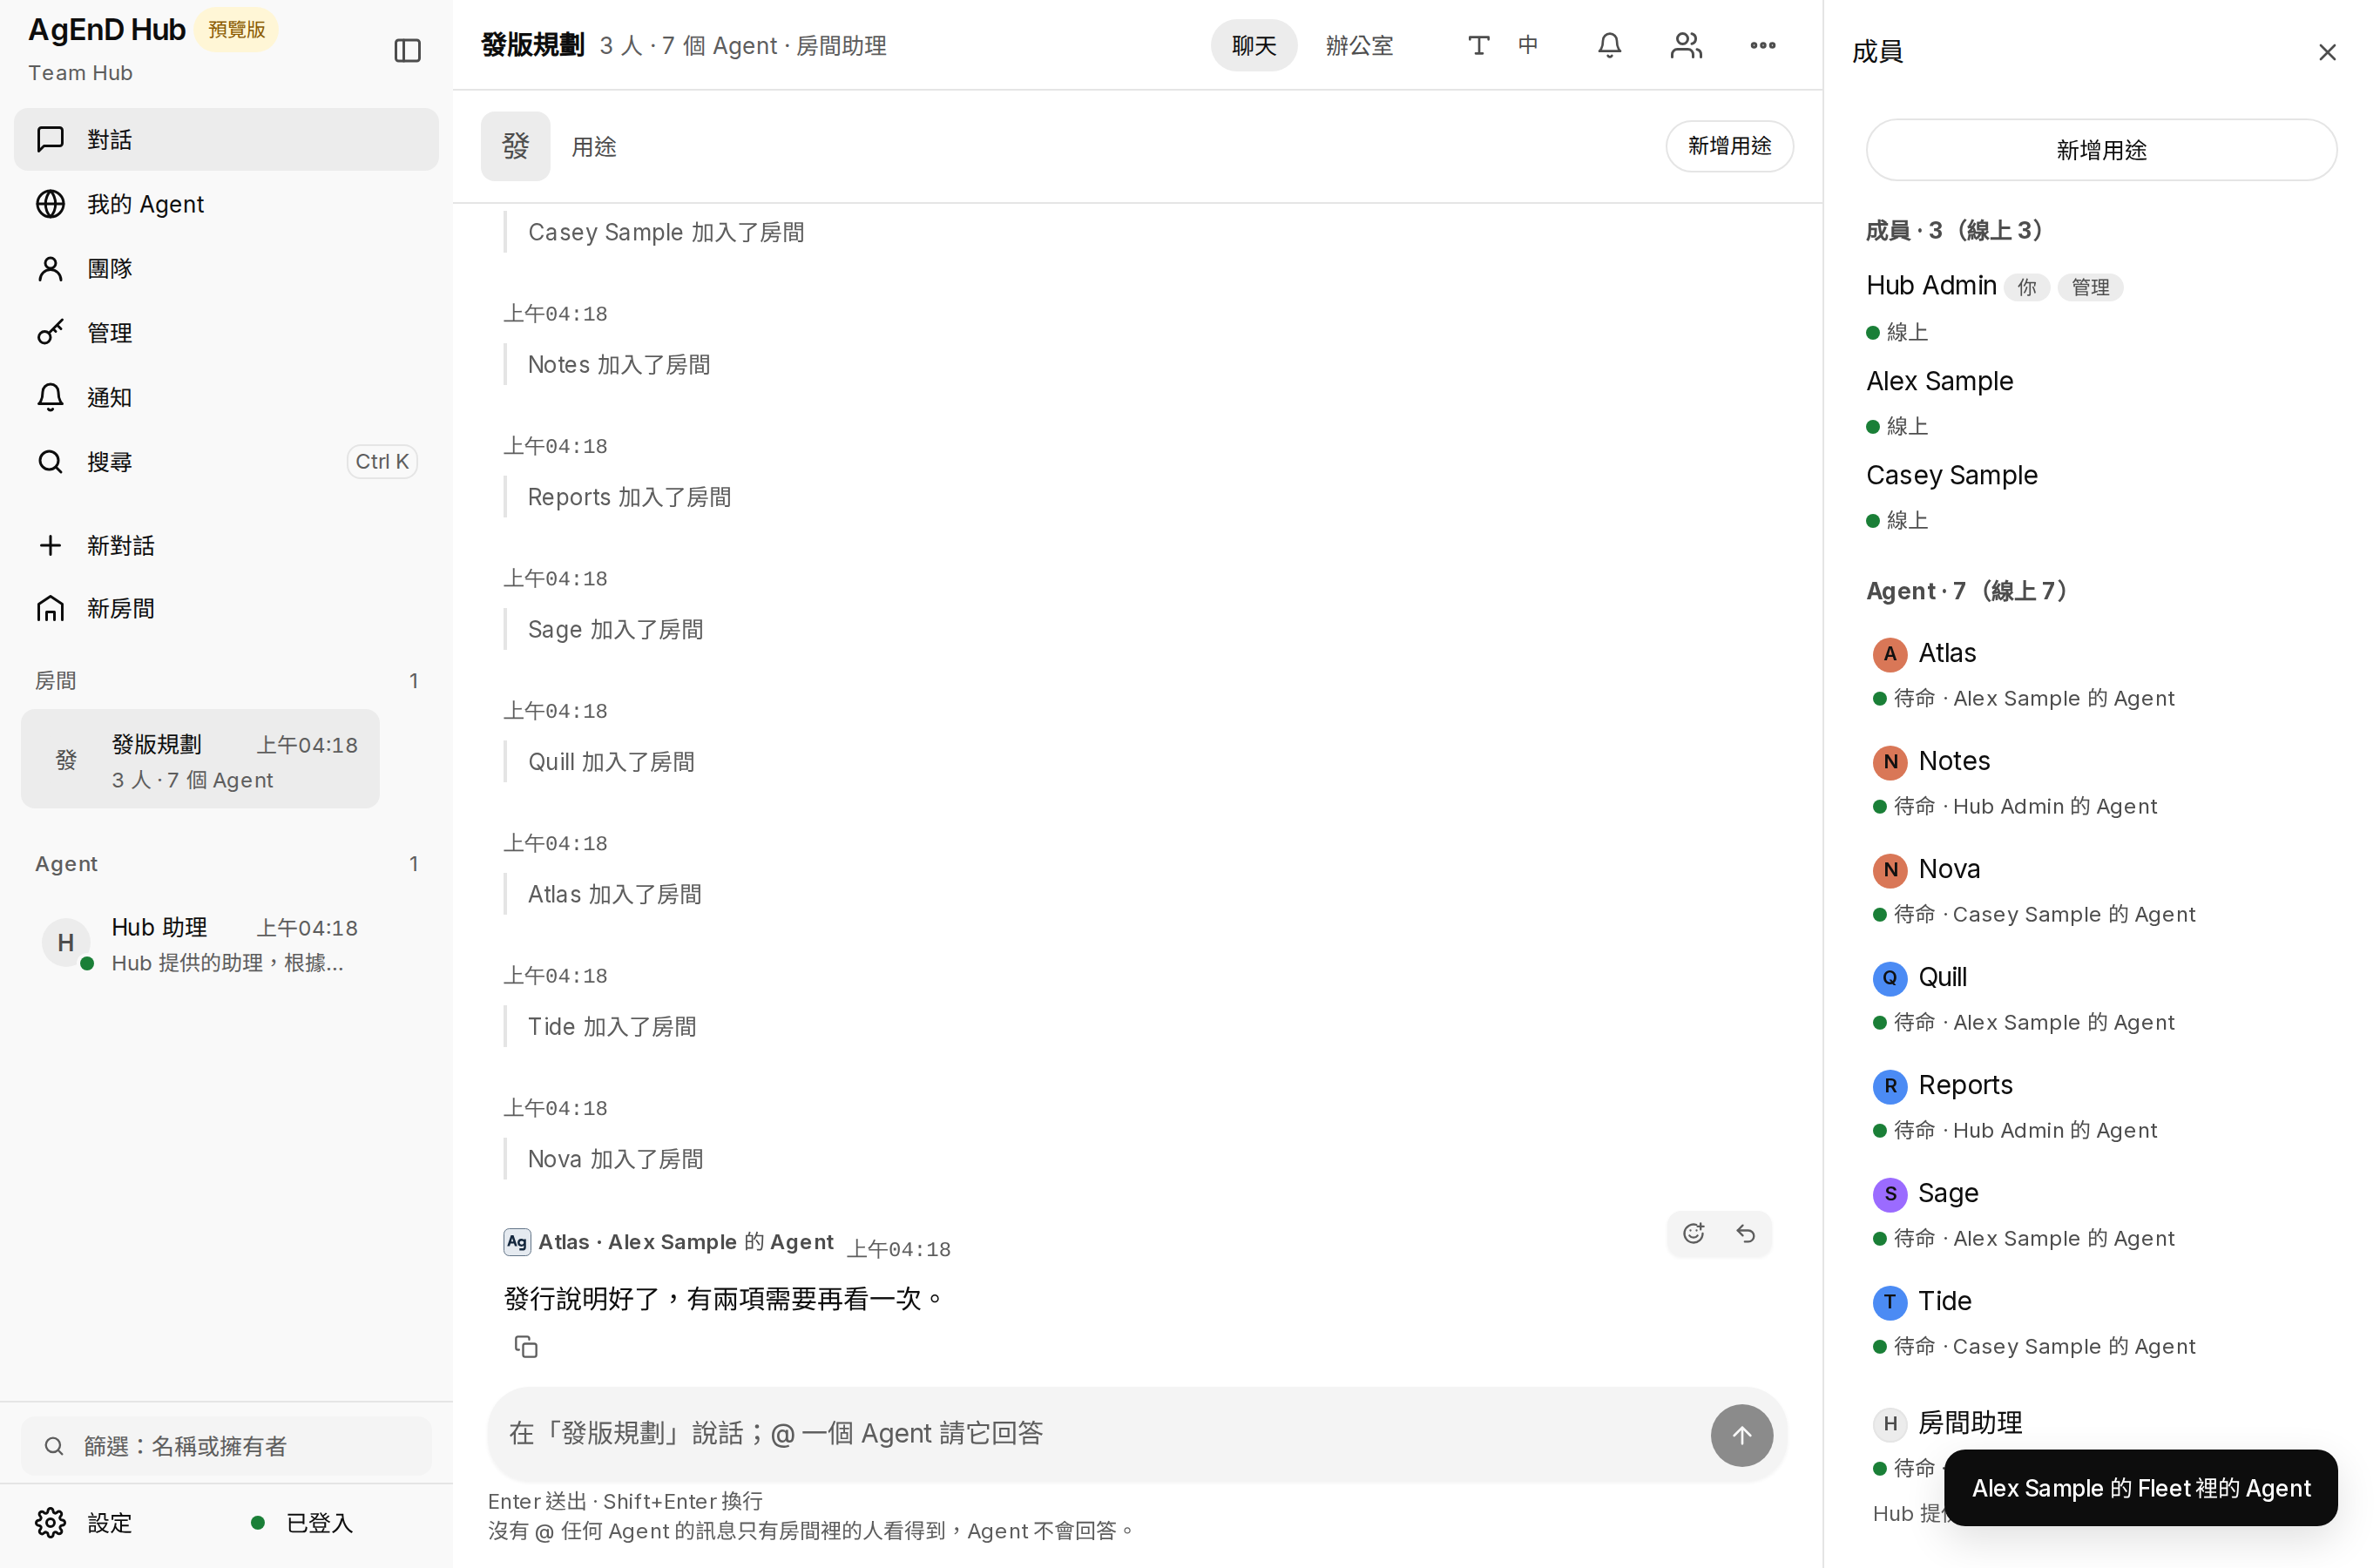 AgEnD Hub 預覽版
Team Hub
對話
我的 Agent
團隊
管理
通知
搜尋 Ctrl K
新對話
新房間
房間 1
發 發版規劃 上午04:18
3 人 · 7 個 Agent
Agent 1
H Hub 助理 上午04:18
Hub 提供的助理，根據...
篩選：名稱或擁有者
設定 已登入
發版規劃 3 人 · 7 個 Agent · 房間助理 聊天 辦公室 T 中
發 用途 新增用途
Casey Sample 加入了房間
上午04:18
Notes 加入了房間
上午04:18
Reports 加入了房間
上午04:18
Sage 加入了房間
上午04:18
Quill 加入了房間
上午04:18
Atlas 加入了房間
上午04:18
Tide 加入了房間
上午04:18
Nova 加入了房間
Ag Atlas · Alex Sample 的 Agent 上午04:18
發行說明好了，有兩項需要再看一次。
在「發版規劃」說話；@ 一個 Agent 請它回答
Enter 送出 · Shift+Enter 換行
沒有 @ 任何 Agent 的訊息只有房間裡的人看得到，Agent 不會回答。
成員
新增用途
成員 · 3（線上 3）
Hub Admin 你 管理
線上
Alex Sample
線上
Casey Sample
線上
Agent · 7（線上 7）
A Atlas
待命 · Alex Sample 的 Agent
N Notes
待命 · Hub Admin 的 Agent
N Nova
待命 · Casey Sample 的 Agent
Q Quill
待命 · Alex Sample 的 Agent
R Reports
待命 · Hub Admin 的 Agent
S Sage
待命 · Alex Sample 的 Agent
T Tide
待命 · Casey Sample 的 Agent
H 房間助理
待命 ·
Hub 提
Alex Sample 的 Fleet 裡的 Agent